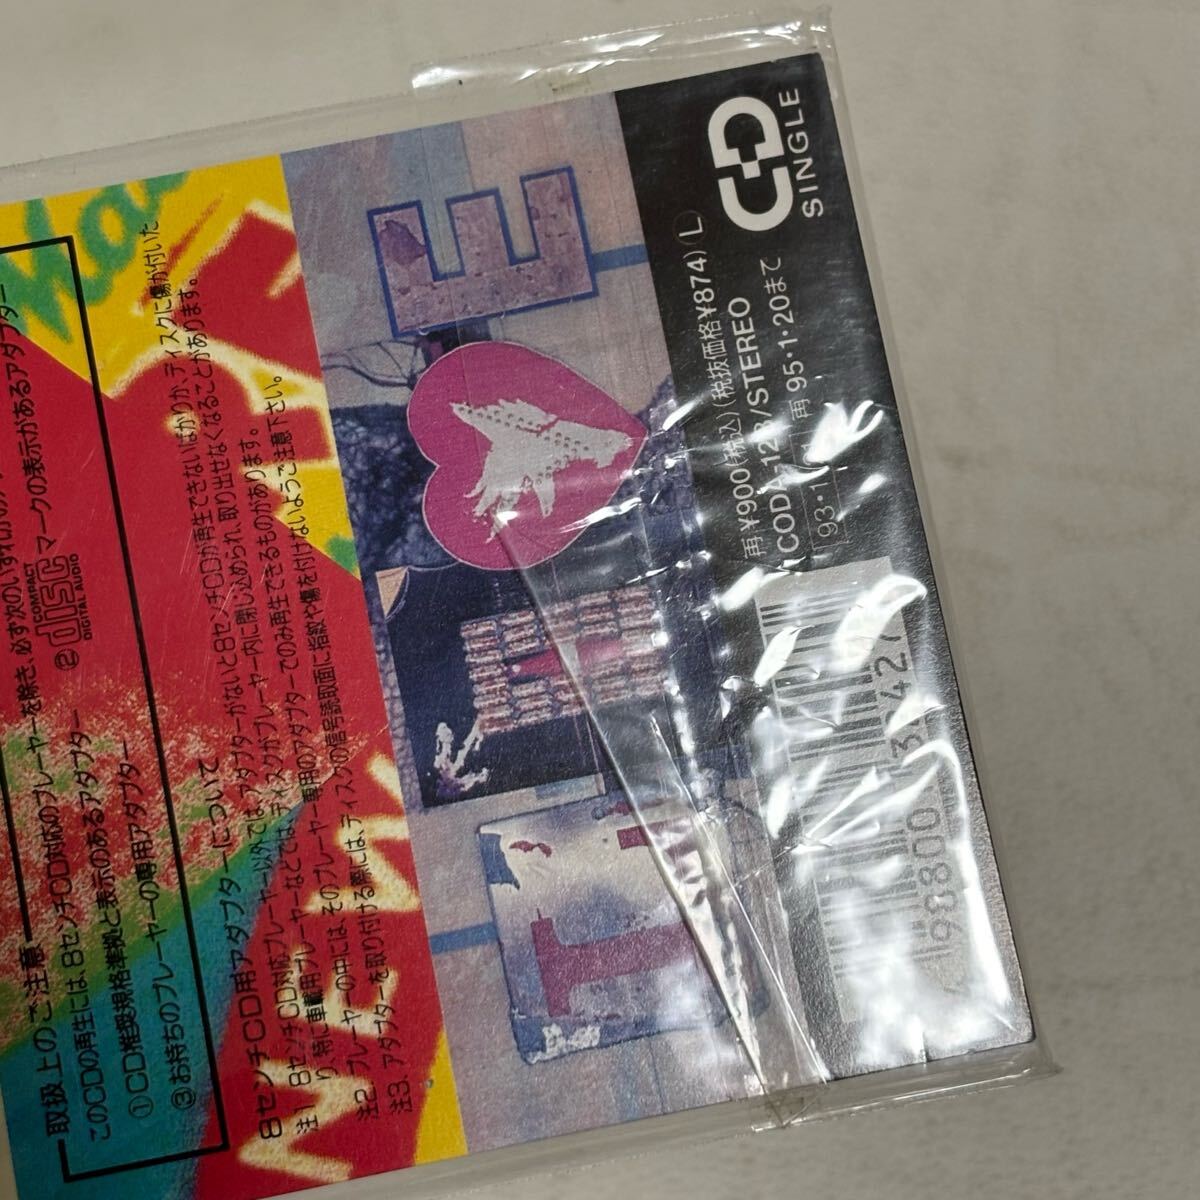 取扱上のご注意
このCDの再生には、8センチCD対応のプレーヤーを除き、必ず次のいずれかのア
①CD推奨規格準拠と表示のあるアダプター ② COMPACT disc DIGITAL AUDIO マークの表示があるアダプター
③お持ちのプレーヤーの専用アダプター
8センチCD用アダプターについて
注1. 8センチCD対応プレーヤー以外では、アダプターがないと8センチCDが再生できないばかりか、ディスクに傷が付いた
り、特に車載用プレーヤーなどでは、ディスクがプレーヤー内に閉じ込められ、取り出せなくなることがあります。
注2. プレーヤーの中には、そのプレーヤー専用のアダプターでのみ再生できるものがあります。
注3. アダプターを取り付ける際には、ディスクの信号読取面に指紋や傷を付けないようご注意下さい。
I
E
再¥900(税込)(税抜価格¥874)Ⓛ
/STEREO
再95・1・20まで
CD
SINGLE